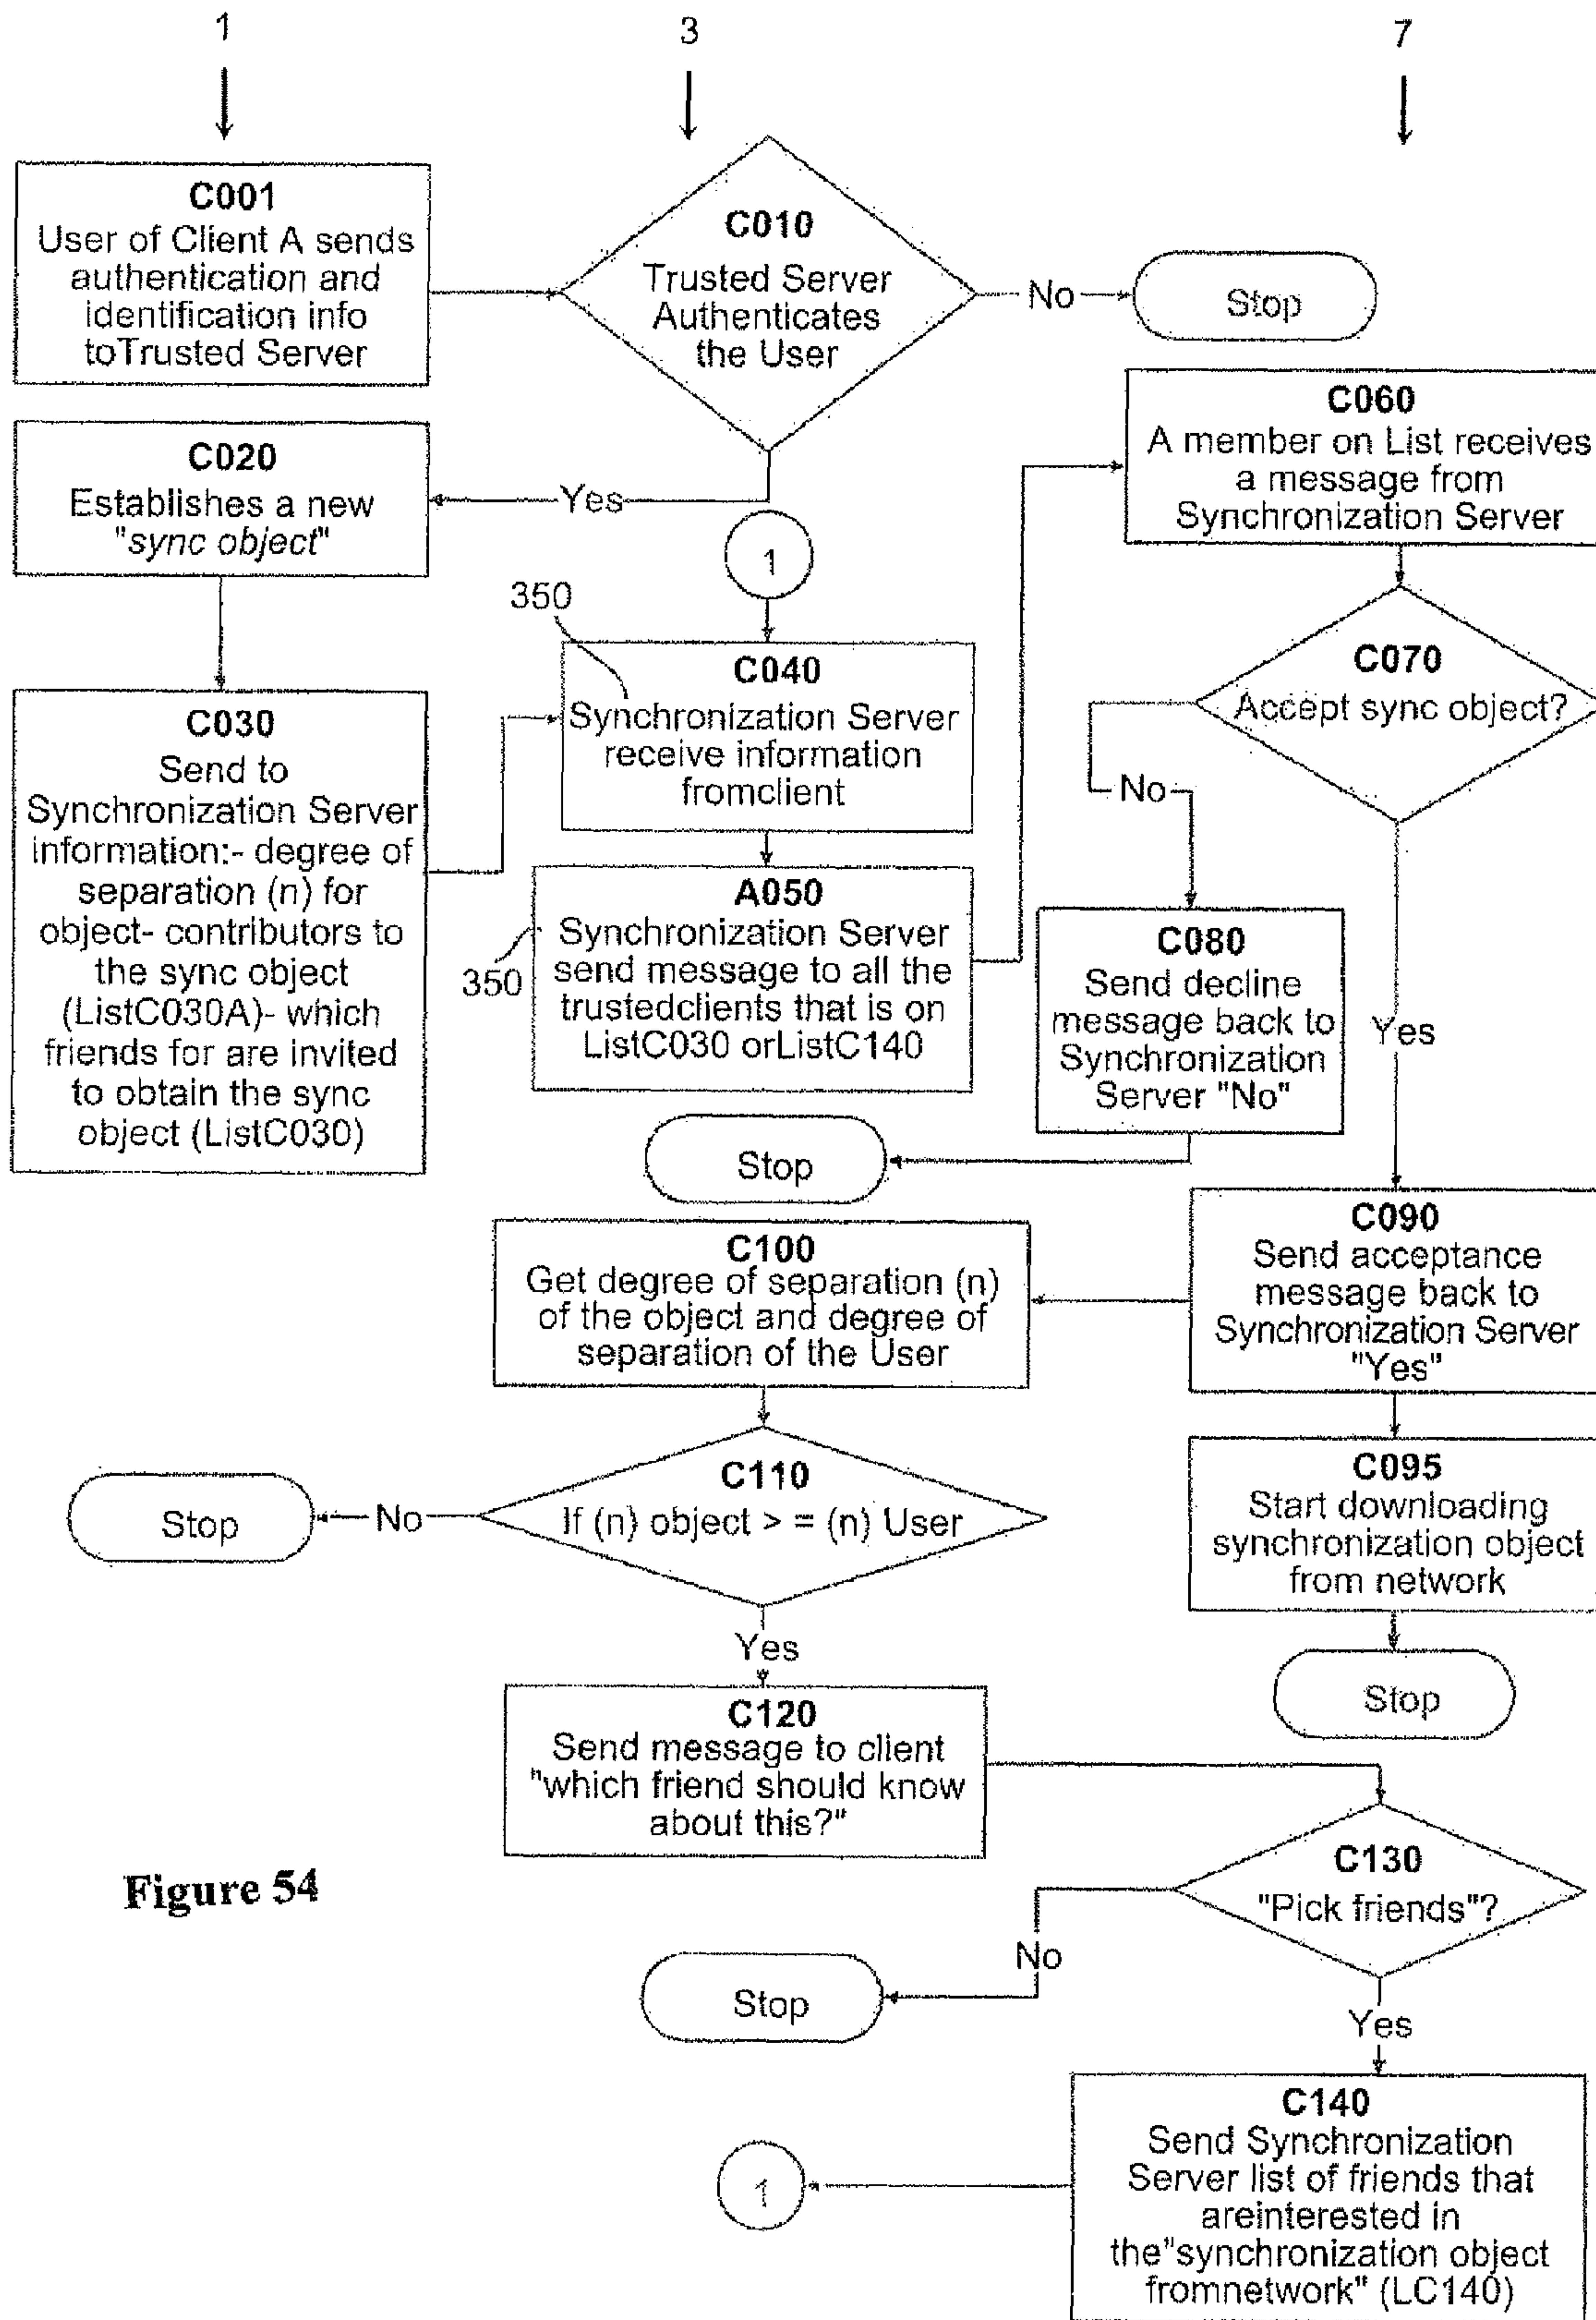 1
3
7
C001
User of Client A sends
authentication and
identification info
toTrusted Server
C010
Trusted Server
Authenticates
the User
No
Stop
C020
Establishes a new
"sync object"
Yes
1
C060
A member on List receives
a message from
Synchronization Server
350
C030
Send to
Synchronization Server
information:- degree of
separation (n) for
object- contributors to
the sync object
(ListC030A)- which
friends for are invited
to obtain the sync
object (ListC030)
C040
Synchronization Server
receive information
fromclient
C070
Accept sync object?
No
350
A050
Synchronization Server
send message to all the
trustedclients that is on
ListC030 orListC140
C080
Send decline
message back to
Synchronization
Server "No"
Yes
Stop
C090
Send acceptance
message back to
Synchronization Server
"Yes"
C100
Get degree of separation (n)
of the object and degree of
separation of the User
C110
If (n) object > = (n) User
No
Stop
C095
Start downloading
synchronization object
from network
Yes
Stop
C120
Send message to client
"which friend should know
about this?"
C130
"Pick friends"?
No
Stop
Yes
C140
Send Synchronization
Server list of friends that
areinterested in
the"synchronization object
fromnetwork" (LC140)
1
Figure 54